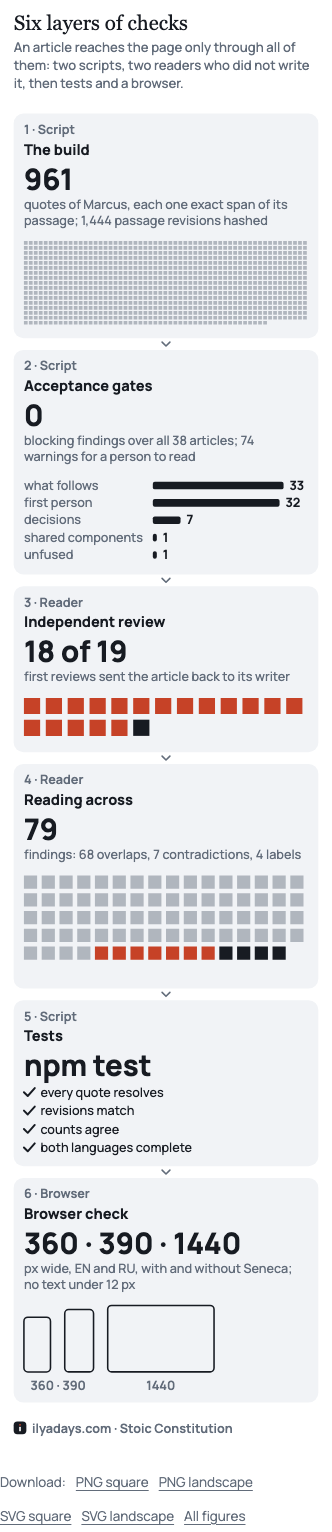 Six layers of checks
An article reaches the page only through all of
them: two scripts, two readers who did not write
it, then tests and a browser.
1 · Script
The build
961
quotes of Marcus, each one exact span of its
passage; 1,444 passage revisions hashed
2 · Script
Acceptance gates
0
blocking findings over all 38 articles; 74
warnings for a person to read
what follows 33
first person 32
decisions 7
shared components 1
unfused 1
3 · Reader
Independent review
18 of 19
first reviews sent the article back to its writer
4 · Reader
Reading across
79
findings: 68 overlaps, 7 contradictions, 4 labels
5 · Script
Tests
npm test
every quote resolves
revisions match
counts agree
both languages complete
6 · Browser
Browser check
360 · 390 · 1440
px wide, EN and RU, with and without Seneca;
no text under 12 px
360 · 390 1440
ilyadays.com · Stoic Constitution
Download: PNG square PNG landscape
SVG square SVG landscape All figures